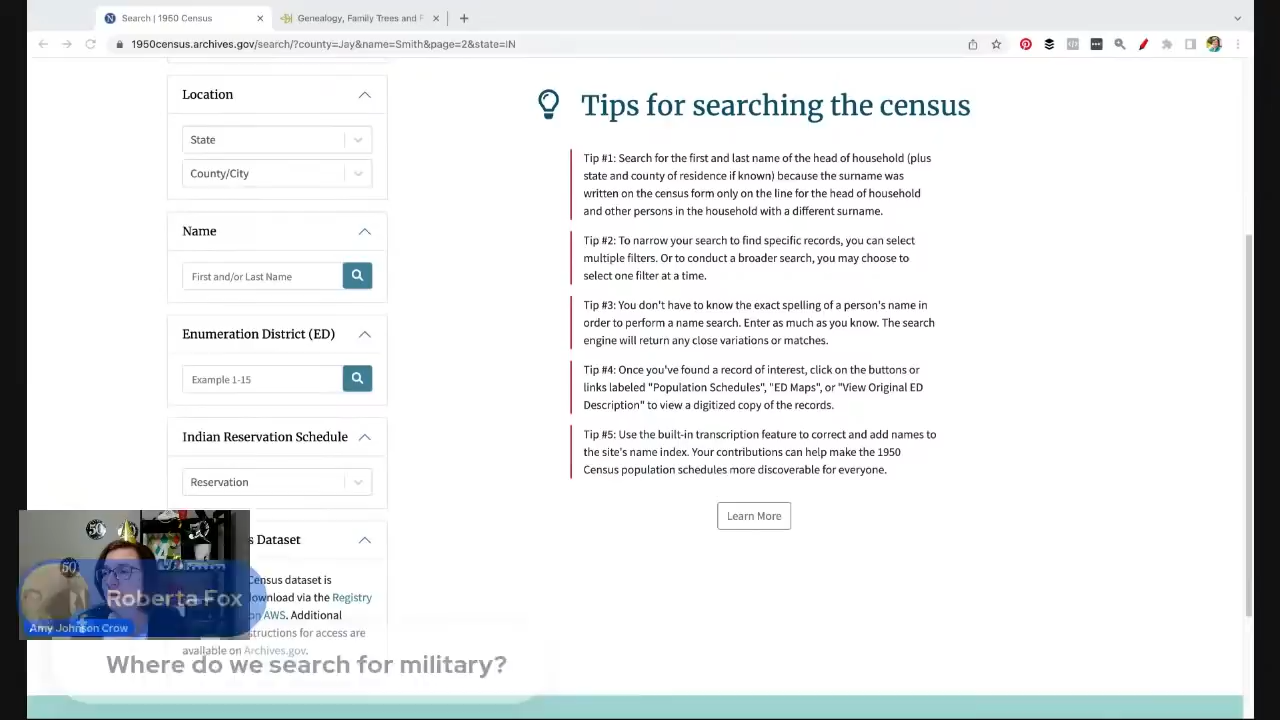 Search | 1950 Census
Genealogy, Family Trees and F
1950census.archives.gov/search/?county=Jay&name=Smith&page=2&state=IN
Location
State
County/City
Name
First and/or Last Name
Enumeration District (ED)
Example 1-15
Indian Reservation Schedule
Reservation
s Dataset
Census dataset is
ownload via the Registry
on AWS. Additional
structions for access are
available on Archives.gov.
Tips for searching the census
Tip #1: Search for the first and last name of the head of household (plus
state and county of residence if known) because the surname was
written on the census form only on the line for the head of household
and other persons in the household with a different surname.
Tip #2: To narrow your search to find specific records, you can select
multiple filters. Or to conduct a broader search, you may choose to
select one filter at a time.
Tip #3: You don't have to know the exact spelling of a person's name in
order to perform a name search. Enter as much as you know. The search
engine will return any close variations or matches.
Tip #4: Once you've found a record of interest, click on the buttons or
links labeled "Population Schedules", "ED Maps", or "View Original ED
Description" to view a digitized copy of the records.
Tip #5: Use the built-in transcription feature to correct and add names to
the site's name index. Your contributions can help make the 1950
Census population schedules more discoverable for everyone.
Learn More
50
50
50
Roberta Fox
Amy Johnson Crow
Where do we search for military?